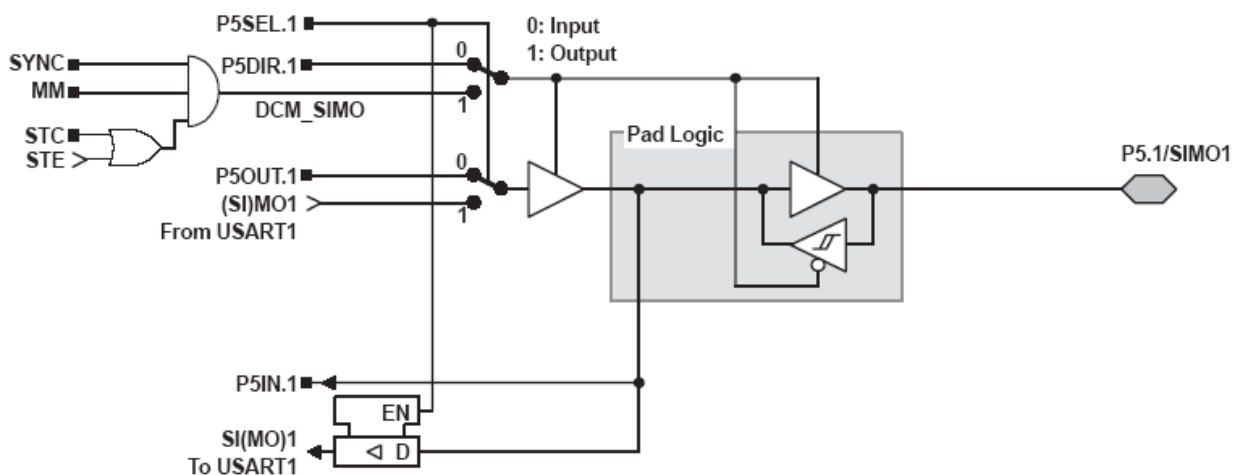 P5SEL.1
0: Input
1: Output
SYNC
P5DIR.1
0
MM
DCM_SIMO
1
STC
STE
Pad Logic
P5.1/SIMO1
P5OUT.1
0
(SI)MO1
1
From USART1
P5IN.1
EN
SI(MO)1
D
To USART1